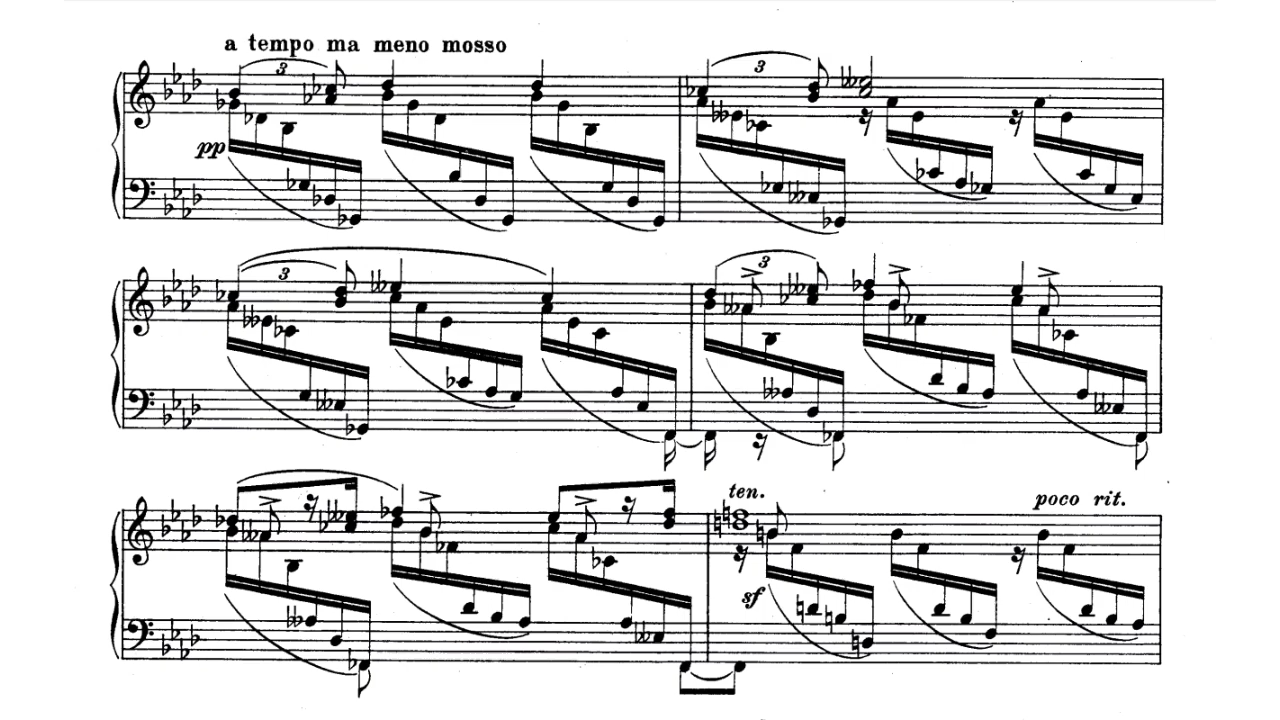 a tempo ma meno mosso
3
3
pp
3
3
ten.
poco rit.
sf